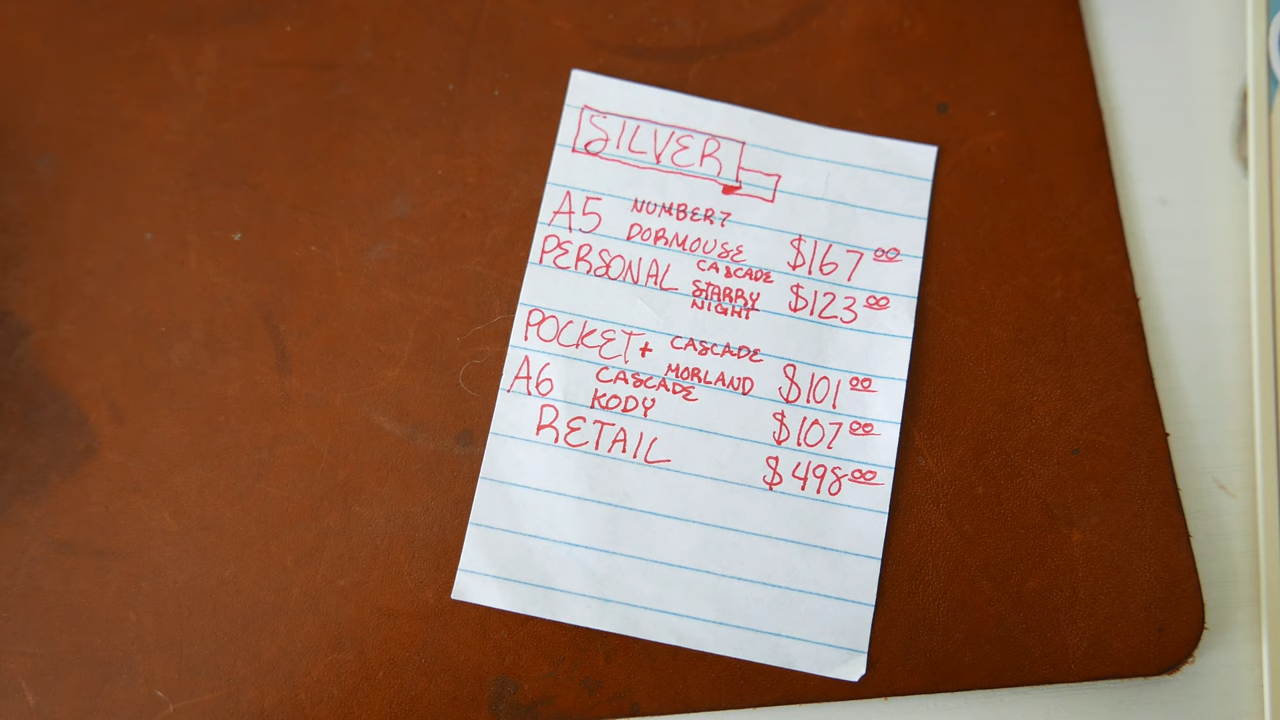 SILVER
A5 NUMBER 7
DORMOUSE $167 00
PERSONAL CASCADE
STARRY $123 00
NIGHT
POCKET+ CASCADE
MORLAND $101 00
A6 CASCADE
KODY $107 00
RETAIL $498 00